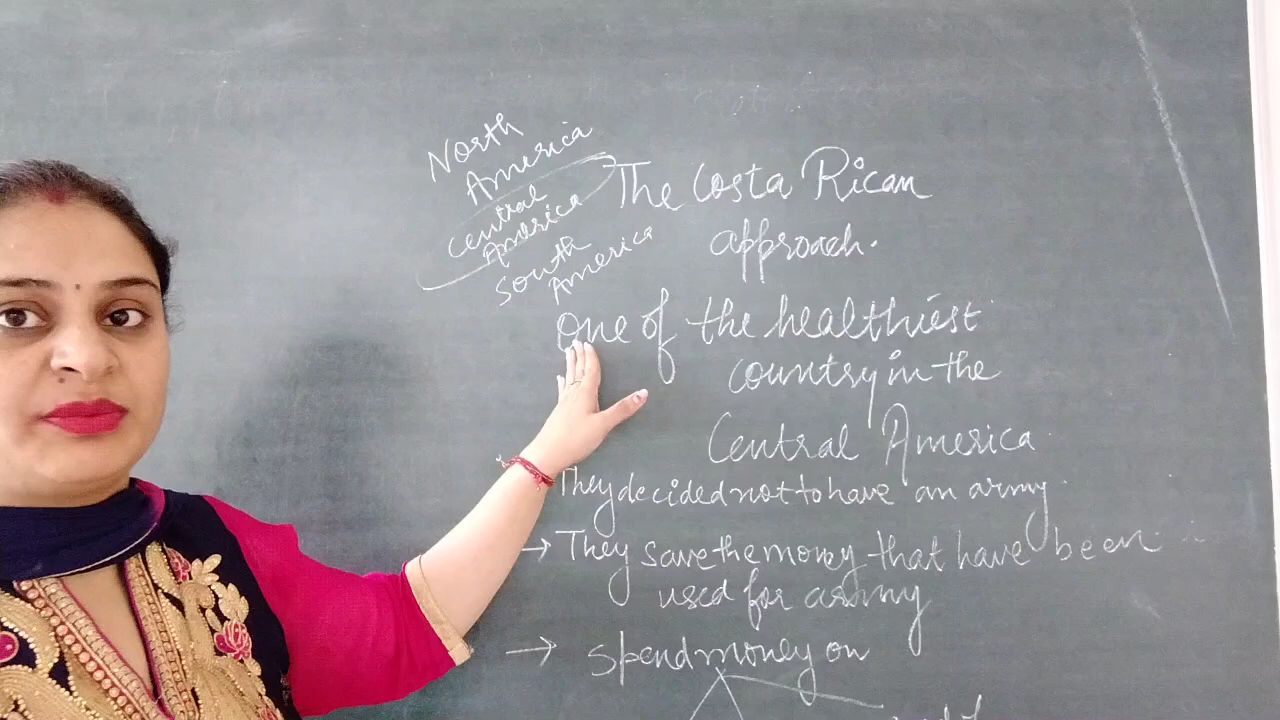 North
America
Central
America
South
America
The Costa Rican
approach.
One of the healthiest
country in the
Central America
They decided not to have an army.
→ They save the money that have been
used for army
→ spend money on